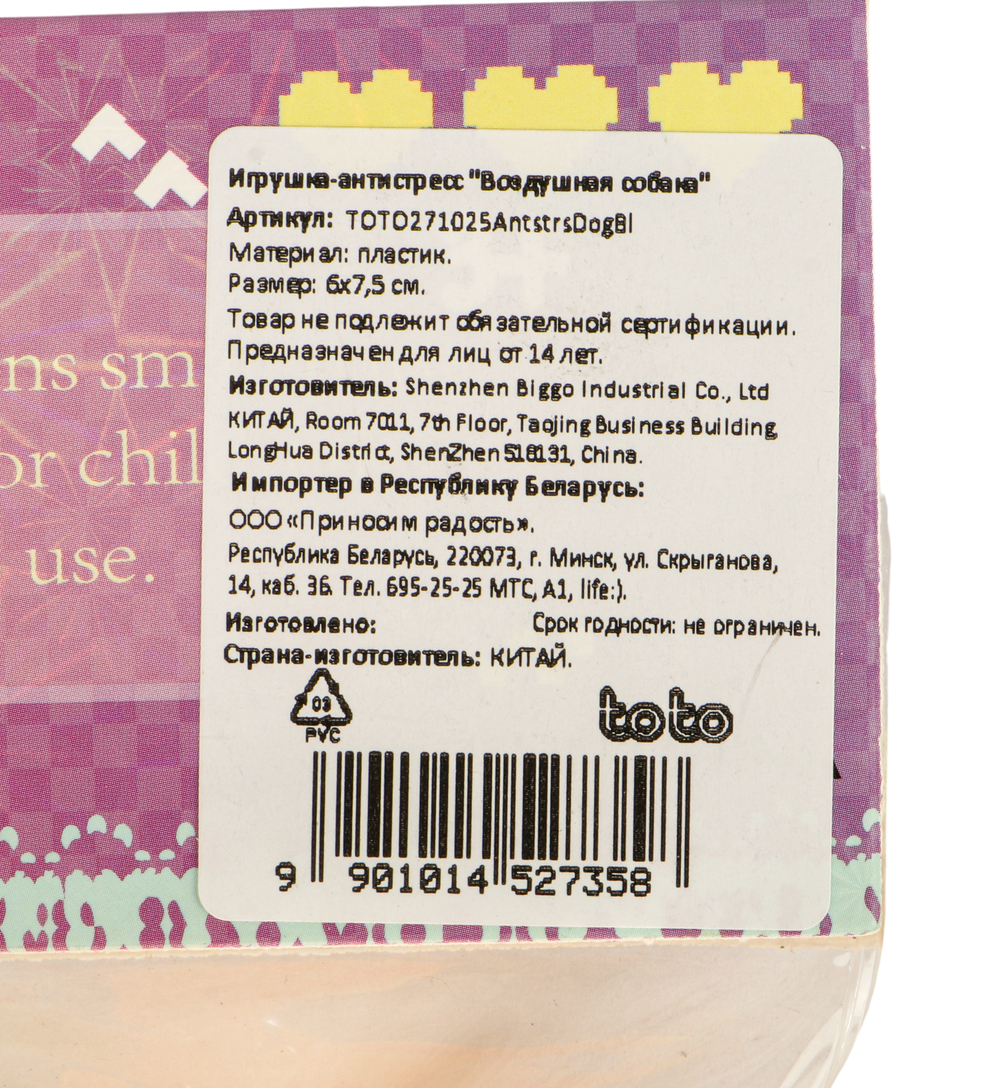 ns sm
or chil
use.
Игрушка-антистресс "Воздушная собака"
Артикул: TOTO271025AntstrsDogBl
Материал: пластик.
Размер: 6x7,5 см.
Товар не подлежит обязательной сертификации.
Предназначен для лиц от 14 лет.
Изготовитель: Shenzhen Biggo Industrial Co., Ltd
КИТАЙ, Room 7011, 7th Floor, Taojing Business Building,
LongHua District, ShenZhen 518131, China.
Импортер в Республику Беларусь:
ООО «Приносим радость».
Республика Беларусь, 220073, г. Минск, ул. Скрыганова,
14, каб. 36. Тел. 695-25-25 МТС, А1, life:).
Изготовлено: Срок годности: не ограничен.
Страна-изготовитель: КИТАЙ.
03
PVC
toto
9 901014 527358